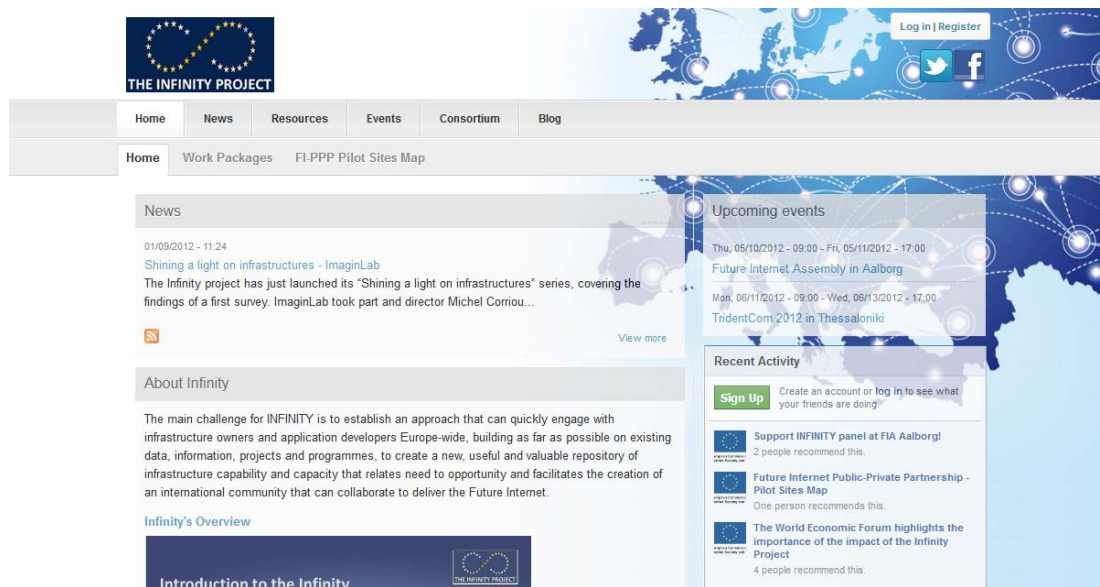 THE INFINITY PROJECT
Log in | Register
Home News Resources Events Consortium Blog
Home Work Packages FI-PPP Pilot Sites Map
News
01/09/2012 - 11:24
Shining a light on infrastructures - ImaginLab
The Infinity project has just launched its “Shining a light on infrastructures” series, covering the
findings of a first survey. ImaginLab took part and director Michel Corriou...
View more
About Infinity
The main challenge for INFINITY is to establish an approach that can quickly engage with
infrastructure owners and application developers Europe-wide, building as far as possible on existing
data, information, projects and programmes, to create a new, useful and valuable repository of
infrastructure capability and capacity that relates need to opportunity and facilitates the creation of
an international community that can collaborate to deliver the Future Internet.
Infinity's Overview
Introduction to the Infinity
THE INFINITY PROJECT
Upcoming events
Thu, 05/10/2012 - 09:00 - Fri, 05/11/2012 - 17:00
Future Internet Assembly in Aalborg
Mon, 06/11/2012 - 09:00 - Wed, 06/13/2012 - 17:00
TridentCom 2012 in Thessaloniki
Recent Activity
Sign Up
Create an account or log in to see what
your friends are doing.
Support INFINITY panel at FIA Aalborg!
2 people recommend this.
Future Internet Public-Private Partnership -
Pilot Sites Map
One person recommends this.
The World Economic Forum highlights the
importance of the impact of the Infinity
Project
4 people recommend this.